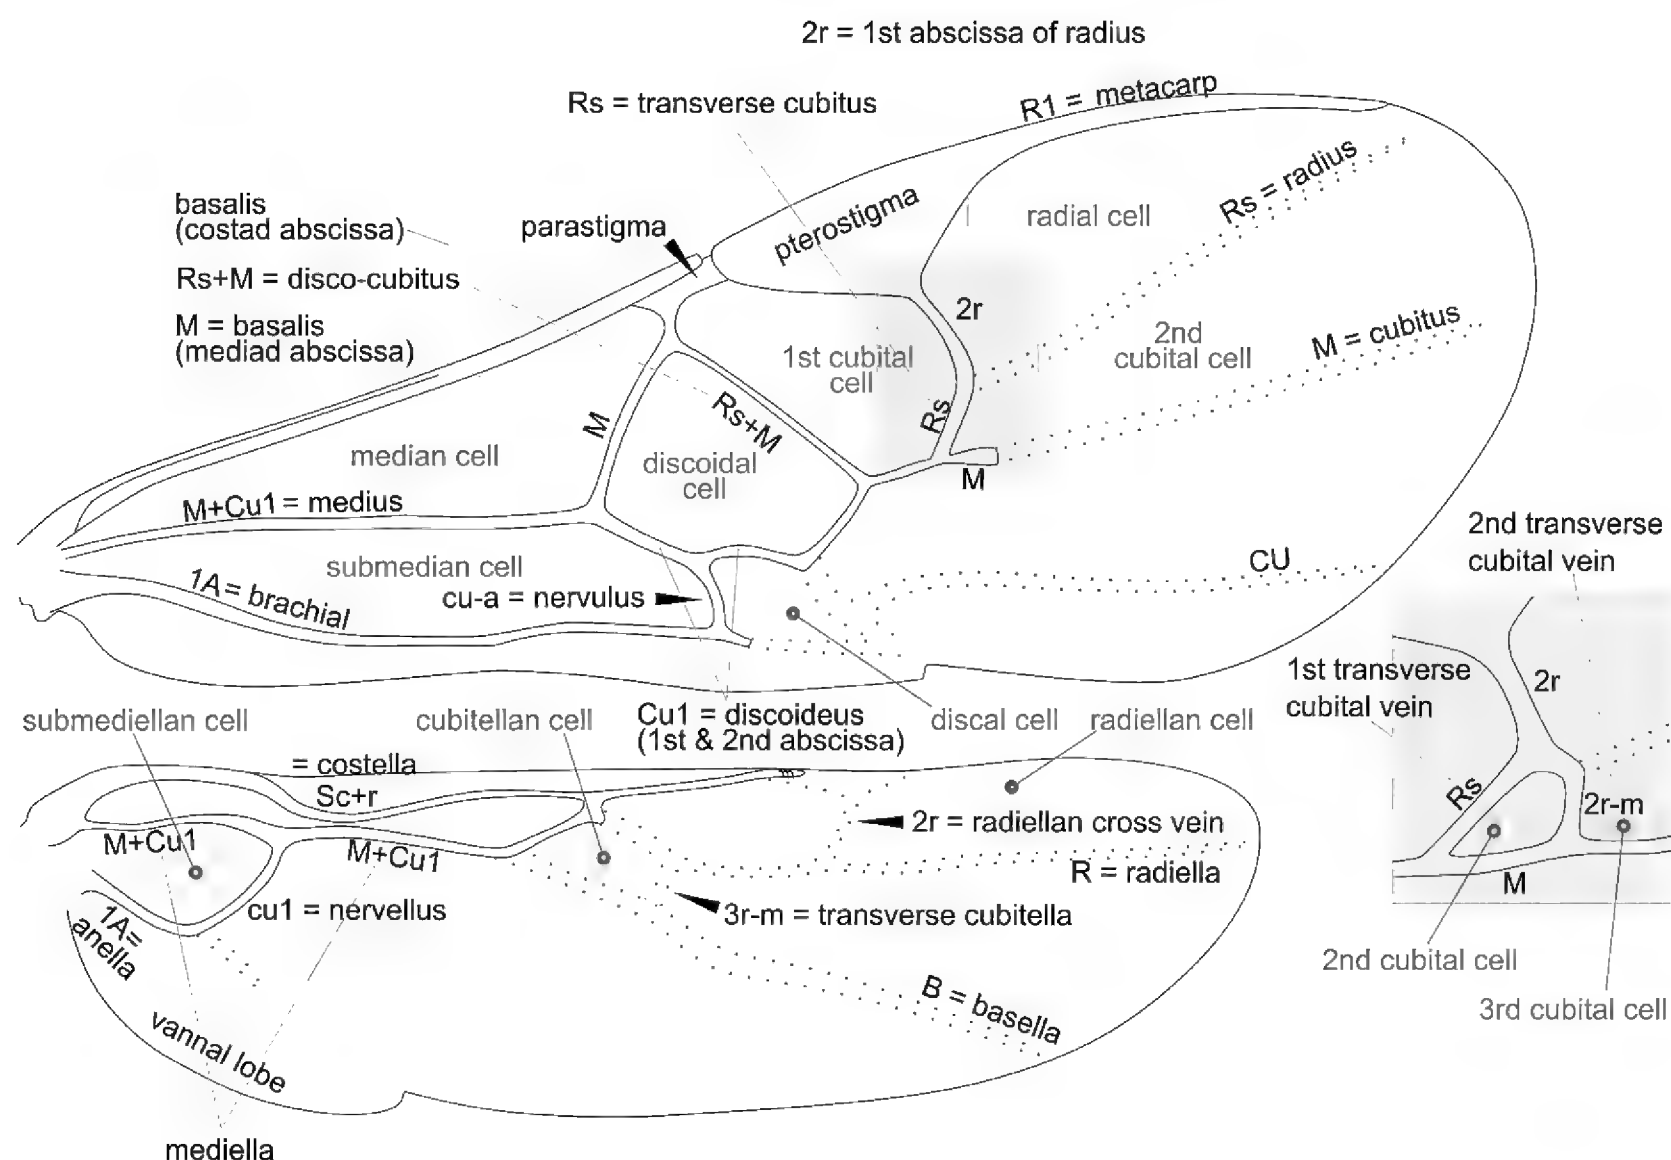 2r = 1st abscissa of radius
Rs = transverse cubitus
R1 = metacarp
Rs = radius
basalis
(costad abscissa)
parastigma
pterostigma
radial cell
Rs+M = disco-cubitus
2r
M = basalis
(mediad abscissa)
1st cubital
cell
2nd
cubital cell
M = cubitus
M
Rs+M
Rs
median cell
discoidal
cell
M
M+Cu1 = medius
submedian cell
CU
2nd transverse
cubital vein
1A = brachial
cu-a = nervulus
1st transverse
cubital vein
2r
submediellan cell
cubitellan cell
Cu1 = discoideus
(1st & 2nd abscissa)
discal cell
radiellan cell
= costella
Sc+r
Rs
2r-m
M+Cu1
M+Cu1
2r = radiellan cross vein
R = radiella
M
1A=
anella
cu1 = nervellus
3r-m = transverse cubitella
2nd cubital cell
B = basella
3rd cubital cell
vannal lobe
mediella